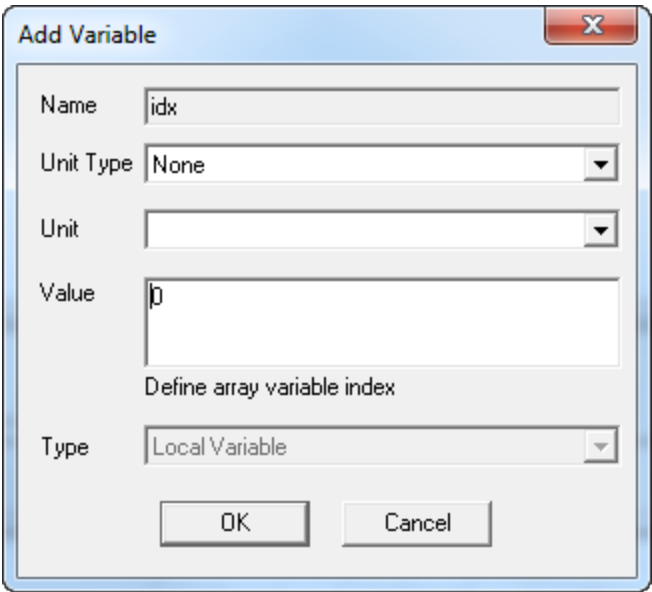 Add Variable
Name idx
Unit Type None
Unit
Value 0
Define array variable index
Type Local Variable
OK Cancel